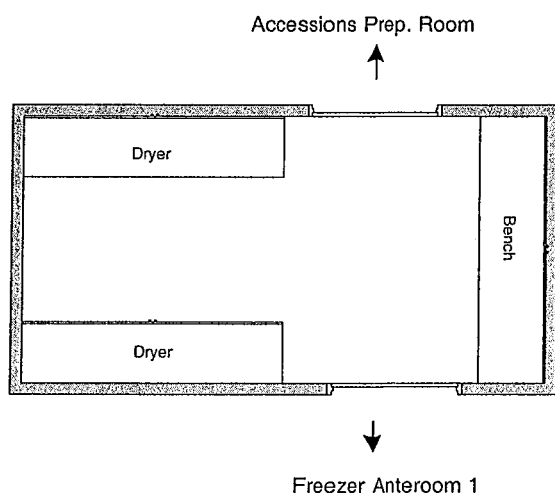 Accessions Prep. Room
Dryer
Bench
Dryer
Freezer Anteroom 1